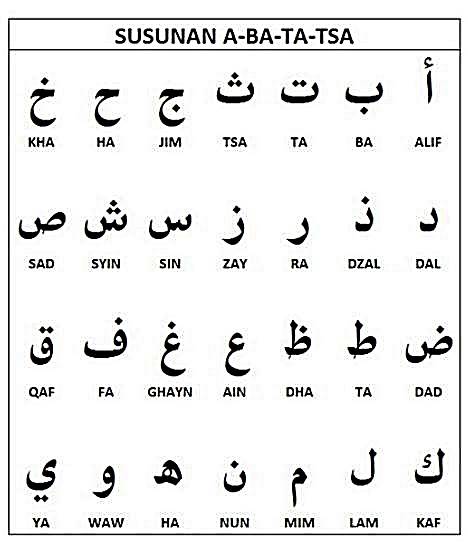 SUSUNAN A-BA-TA-TSA
أ ب ت ث ج ح خ
KHA HA JIM TSA TA BA ALIF
د ذ ر ز س ش ص
SAD SYIN SIN ZAY RA DZAL DAL
ض ط ظ ع غ ف ق
QAF FA GHAYN AIN DHA TA DAD
ك ل م ن ه و ي
YA WAW HA NUN MIM LAM KAF